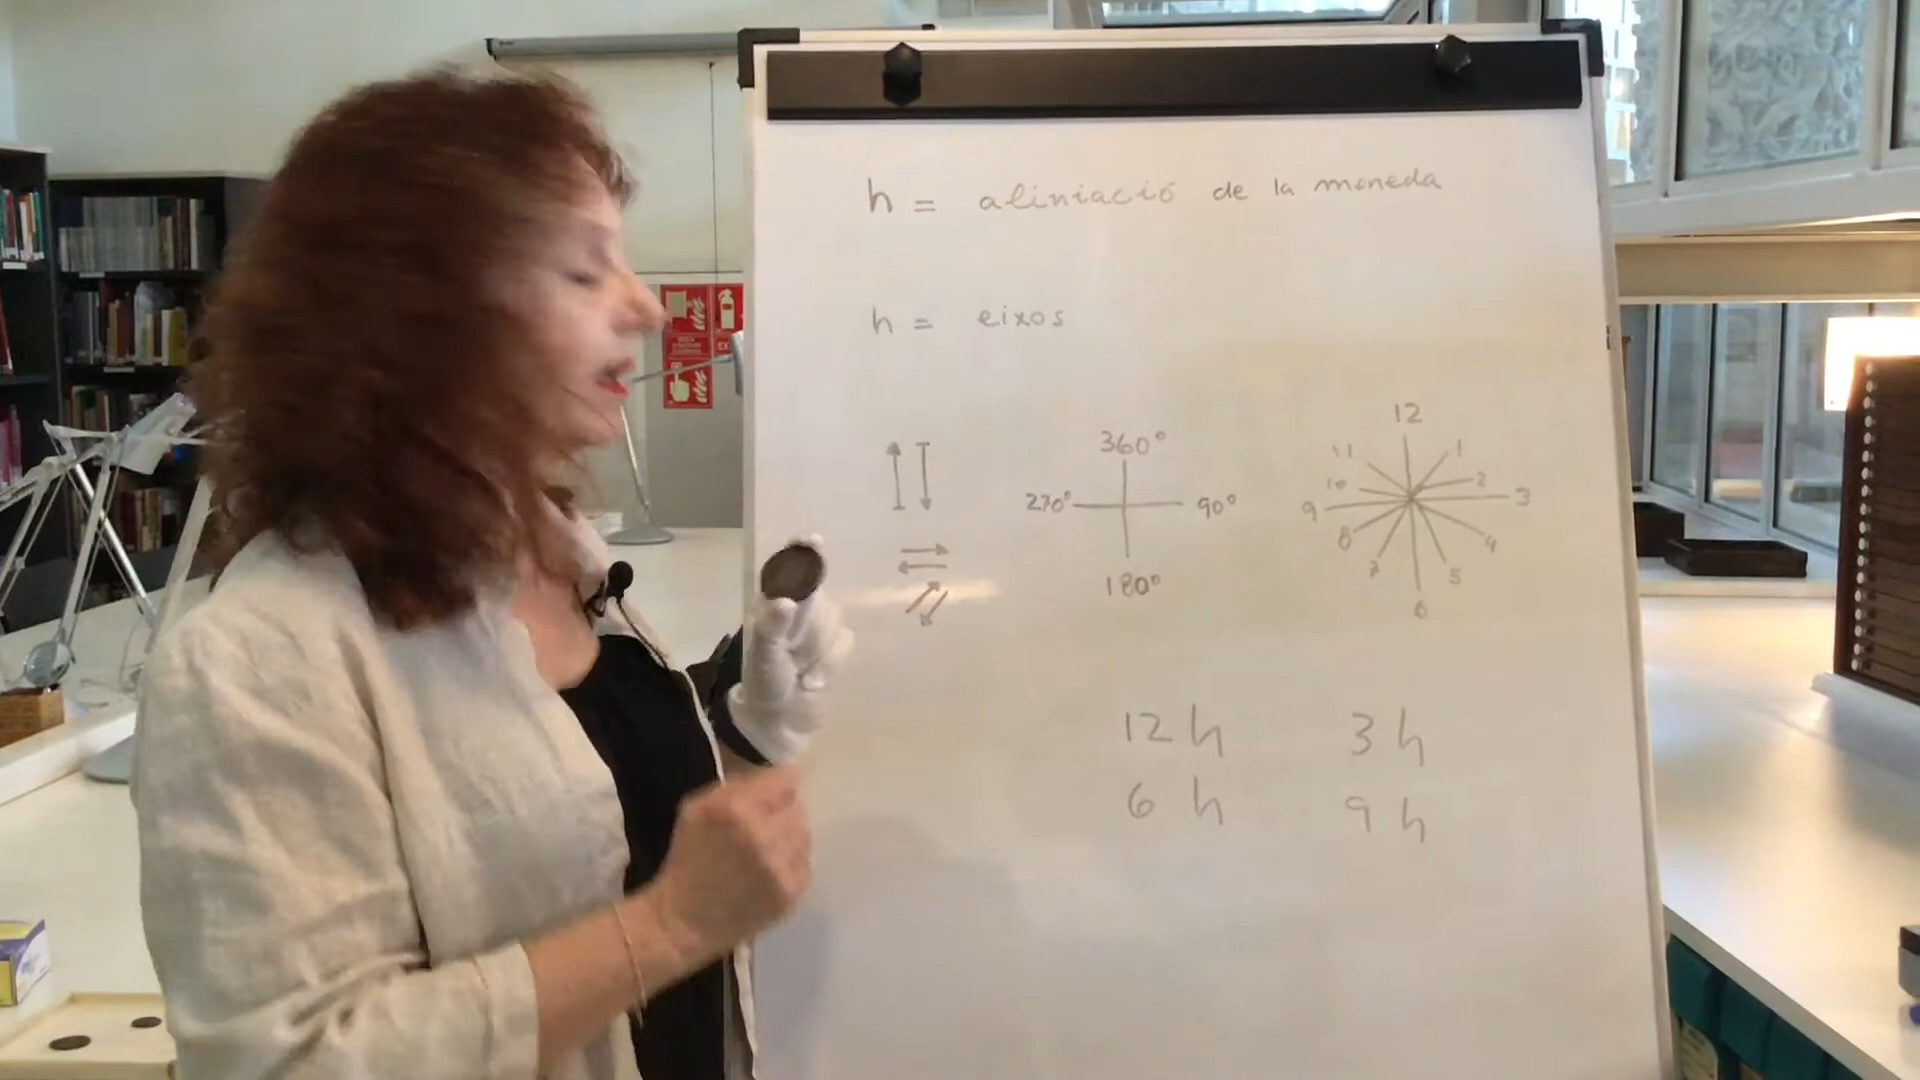 h = aliniació de la moneda
h = eixos
360°
270° 90°
180°
12
11 1
10 2
9 3
8 4
7 5
6
12 h 3 h
6 h 9 h